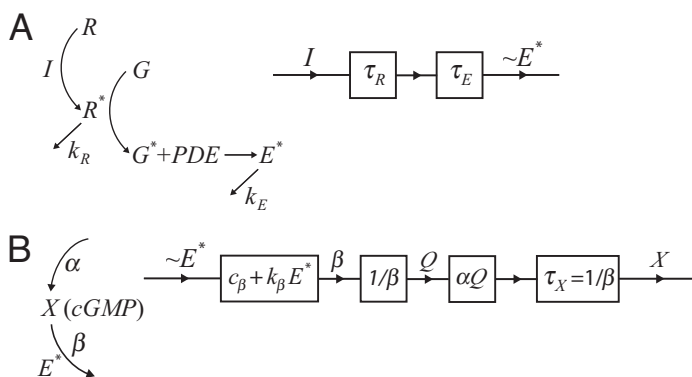 A
R
I
G
R*
k_R
G*+PDE
E*
k_E
I
τ_R
τ_E
~E*
B
α
X (cGMP)
E*
β
~E*
c_β + k_β E*
β
1/β
Q
αQ
τ_X=1/β
X